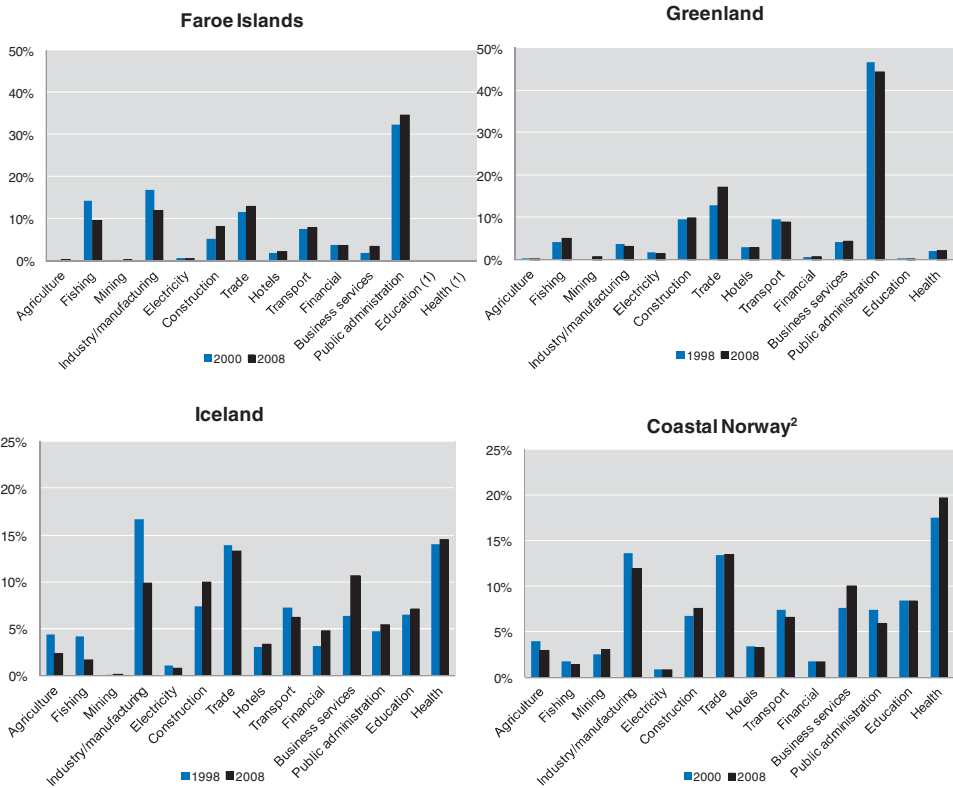 Faroe Islands
50%
40%
30%
20%
10%
0%
Agriculture
Fishing
Mining
Industry/manufacturing
Electricity
Construction
Trade
Hotels
Transport
Financial
Business services
Public administration
Education (1)
Health (1)
2000 2008
Greenland
50%
40%
30%
20%
10%
0%
Agriculture
Fishing
Mining
Industry/manufacturing
Electricity
Construction
Trade
Hotels
Transport
Financial
Business services
Public administration
Education
Health
1998 2008
Iceland
25%
20%
15%
10%
5%
0%
Agriculture
Fishing
Mining
Industry/manufacturing
Electricity
Construction
Trade
Hotels
Transport
Financial
Business services
Public administration
Education
Health
1998 2008
Coastal Norway²
25%
20%
15%
10%
5%
0%
Agriculture
Fishing
Mining
Industry/manufacturing
Electricity
Construction
Trade
Hotels
Transport
Financial
Business services
Public administration
Education
Health
2000 2008